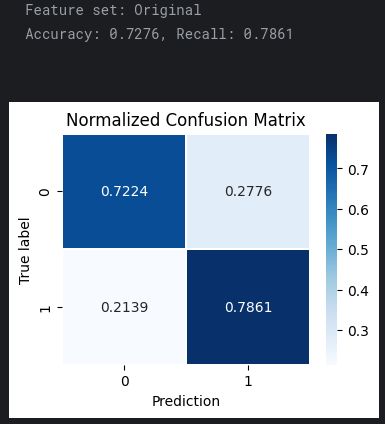 Feature set: Original
Accuracy: 0.7276, Recall: 0.7861
Normalized Confusion Matrix
0.7224 0.2776
0.2139 0.7861
0
1
True label
0 1
Prediction
0.7
0.6
0.5
0.4
0.3